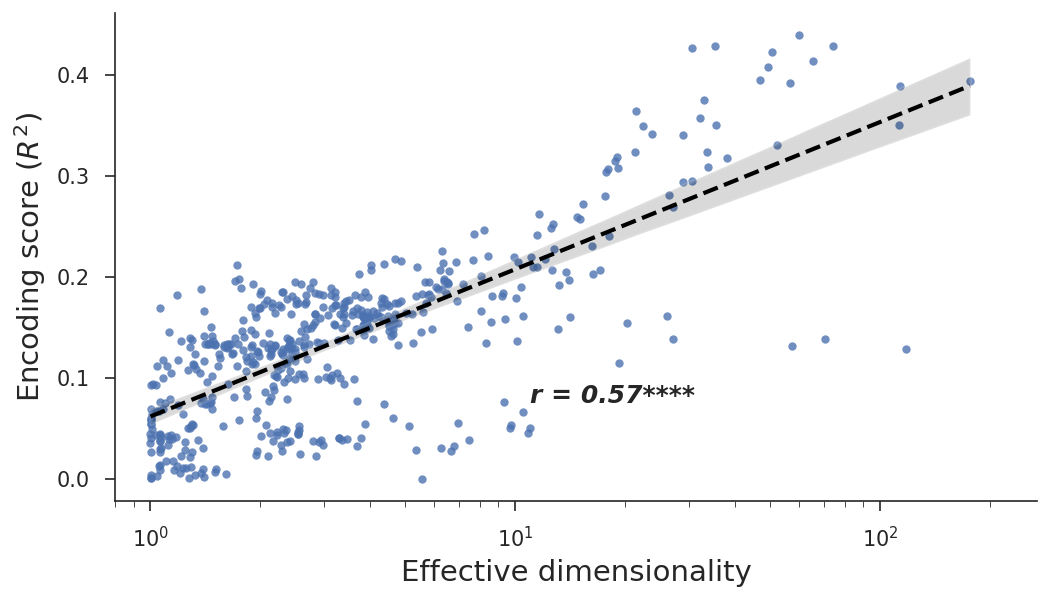 Encoding score (R²)
0.4
0.3
0.2
0.1
0.0
r = 0.57****
10⁰
10¹
10²
Effective dimensionality